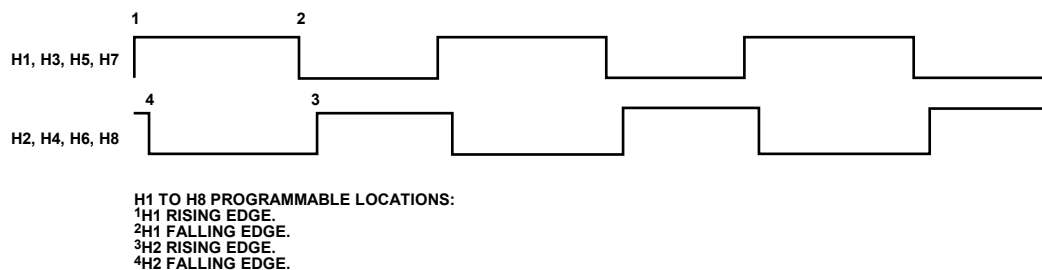 1 2
H1, H3, H5, H7
4 3
H2, H4, H6, H8
H1 TO H8 PROGRAMMABLE LOCATIONS:
1H1 RISING EDGE.
2H1 FALLING EDGE.
3H2 RISING EDGE.
4H2 FALLING EDGE.